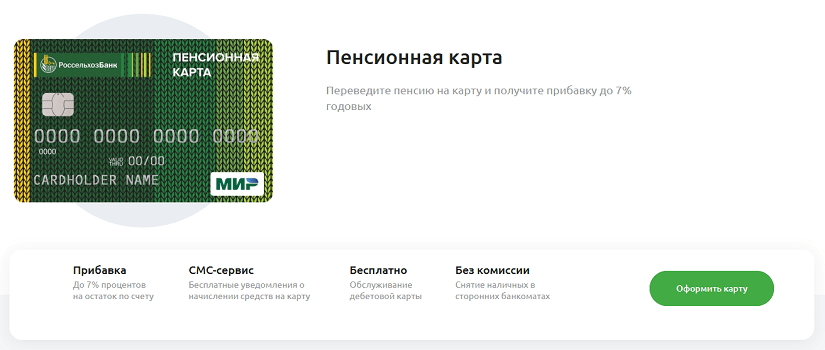 РоссельхозБанк
ПЕНСИОННАЯ
КАРТА
0000 0000 0000 0000
0000
VALID
THRU 00/00
CARDHOLDER NAME
МИР
Пенсионная карта
Переведите пенсию на карту и получите прибавку до 7%
годовых
Прибавка
До 7% процентов
на остаток по счету
СМС-сервис
Бесплатные уведомления о
начислении средств на карту
Бесплатно
Обслуживание
дебетовой карты
Без комиссии
Снятие наличных в
сторонних банкоматах
Оформить карту